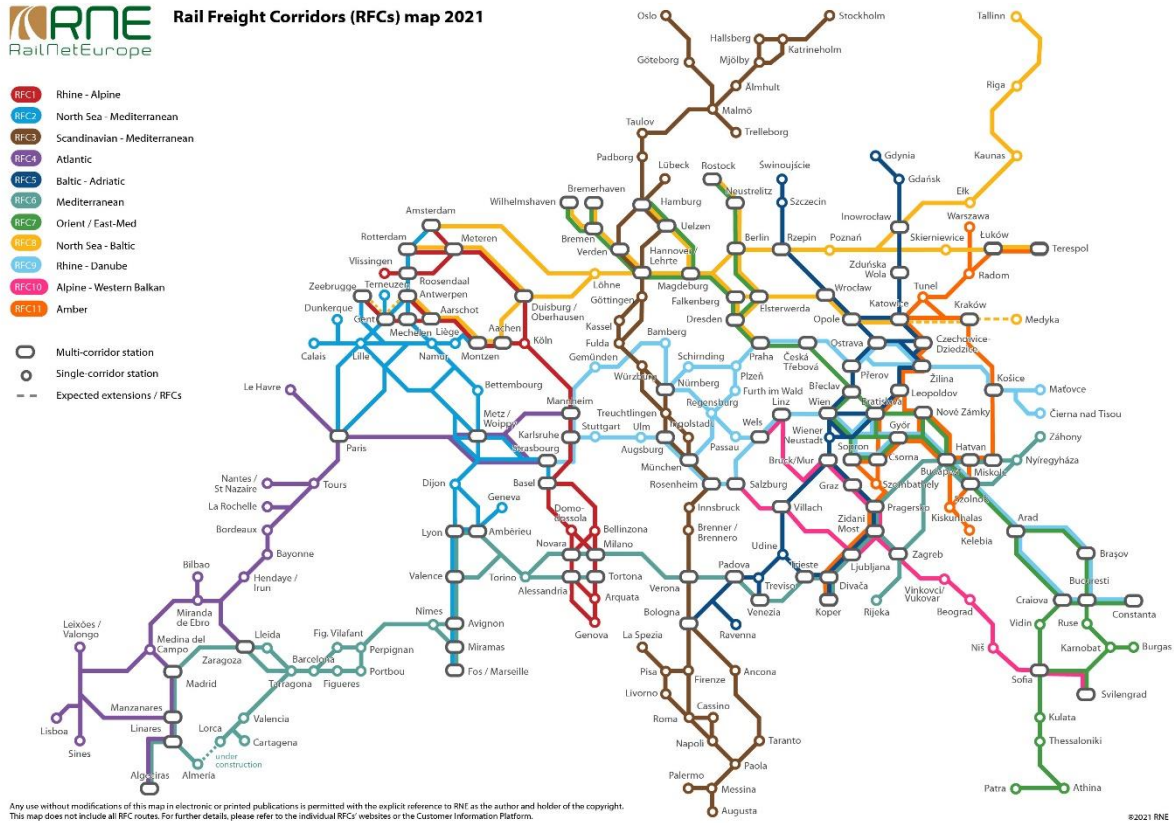 RNE
RailNetEurope
Rail Freight Corridors (RFCs) map 2021
RFC1 Rhine - Alpine
RFC2 North Sea - Mediterranean
RFC3 Scandinavian - Mediterranean
RFC4 Atlantic
RFC5 Baltic - Adriatic
RFC6 Mediterranean
RFC7 Orient / East-Med
RFC8 North Sea - Baltic
RFC9 Rhine - Danube
RFC10 Alpine - Western Balkan
RFC11 Amber
Multi-corridor station
Single-corridor station
Expected extensions / RFCs
Oslo
Stockholm
Tallinn
Hallsberg
Katrineholm
Göteborg
Mjölby
Älmhult
Riga
Malmö
Taulov
Trelleborg
Padborg
Lübeck
Rostock
Świnoujście
Gdynia
Kaunas
Gdańsk
Bremerhaven
Neustrelitz
Ełk
Wilhelmshaven
Hamburg
Szczecin
Inowrocław
Warszawa
Amsterdam
Uelzen
Bremen
Łuków
Rotterdam
Meteren
Verden
Hannover/
Lehrte
Berlin
Rzepin
Poznań
Skierniewice
Terespol
Vlissingen
Roosendaal
Löhne
Magdeburg
Zduńska
Wola
Radom
Zeebrugge
Terneuzen
Antwerpen
Göttingen
Falkenberg
Wrocław
Tunel
Dunkerque
Duisburg /
Oberhausen
Elsterwerda
Katowice
Kraków
Gent
Aarschot
Kassel
Dresden
Opole
Medyka
Mechelen
Liège
Aachen
Bamberg
Ostrava
Czechowice-
Dziedzice
Calais
Lille
Namur
Montzen
Köln
Fulda
Gemünden
Schirnding
Praha
Česká
Třebová
Přerov
Žilina
Košice
Würzburg
Nürnberg
Plzeň
Le Havre
Bettembourg
Furth im Wald
Břeclav
Leopoldov
Maťovce
Mannheim
Regensburg
Linz
Wien
Bratislava
Nové Zámky
Čierna nad Tisou
Metz /
Woippy
Treuchtlingen
Karlsruhe
Stuttgart
Ulm
Ingolstadt
Wels
Wiener
Neustadt
Győr
Záhony
Paris
Strasbourg
Augsburg
Passau
Sopron
Csorna
Hatvan
München
Bruck/Mur
Budapest
Miskolc
Nyíregyháza
Nantes /
St Nazaire
Tours
Dijon
Basel
Rosenheim
Salzburg
Graz
Szombathely
Szolnok
Geneva
La Rochelle
Domo-
dossola
Innsbruck
Villach
Pragersko
Kiskunhalas
Bordeaux
Lyon
Ambérieu
Bellinzona
Brenner /
Brennero
Zidani
Most
Arad
Kelebia
Bayonne
Novara
Milano
Udine
Ljubljana
Zagreb
Brașov
Bilbao
Hendaye /
Irun
Valence
Torino
Tortona
Verona
Padova
Trieste
Divača
București
Alessandria
Treviso
Vinkovci/
Vukovar
Miranda
de Ebro
Arquata
Venezia
Koper
Rijeka
Beograd
Craiova
Constanta
Leixões /
Valongo
Nimes
Avignon
Genova
Bologna
Ravenna
Vidin
Ruse
Medina del
Campo
Lleida
Fig. Vilafant
Perpignan
Miramas
La Spezia
Niš
Karnobat
Burgas
Zaragoza
Barcelona
Portbou
Fos / Marseille
Pisa
Firenze
Ancona
Sofia
Madrid
Tarragona
Figueres
Svilengrad
Livorno
Manzanares
Cassino
Lisboa
Linares
Lorca
Valencia
Roma
Kulata
Sines
Cartagena
Napoli
Taranto
Thessaloniki
under
construction
Algeciras
Almería
Paola
Palermo
Messina
Patra
Athina
Augusta
Any use without modifications of this map in electronic or printed publications is permitted with the explicit reference to RNE as the author and holder of the copyright.
This map does not include all RFC routes. For further details, please refer to the individual RFCs' websites or the Customer Information Platform.
©2021 RNE